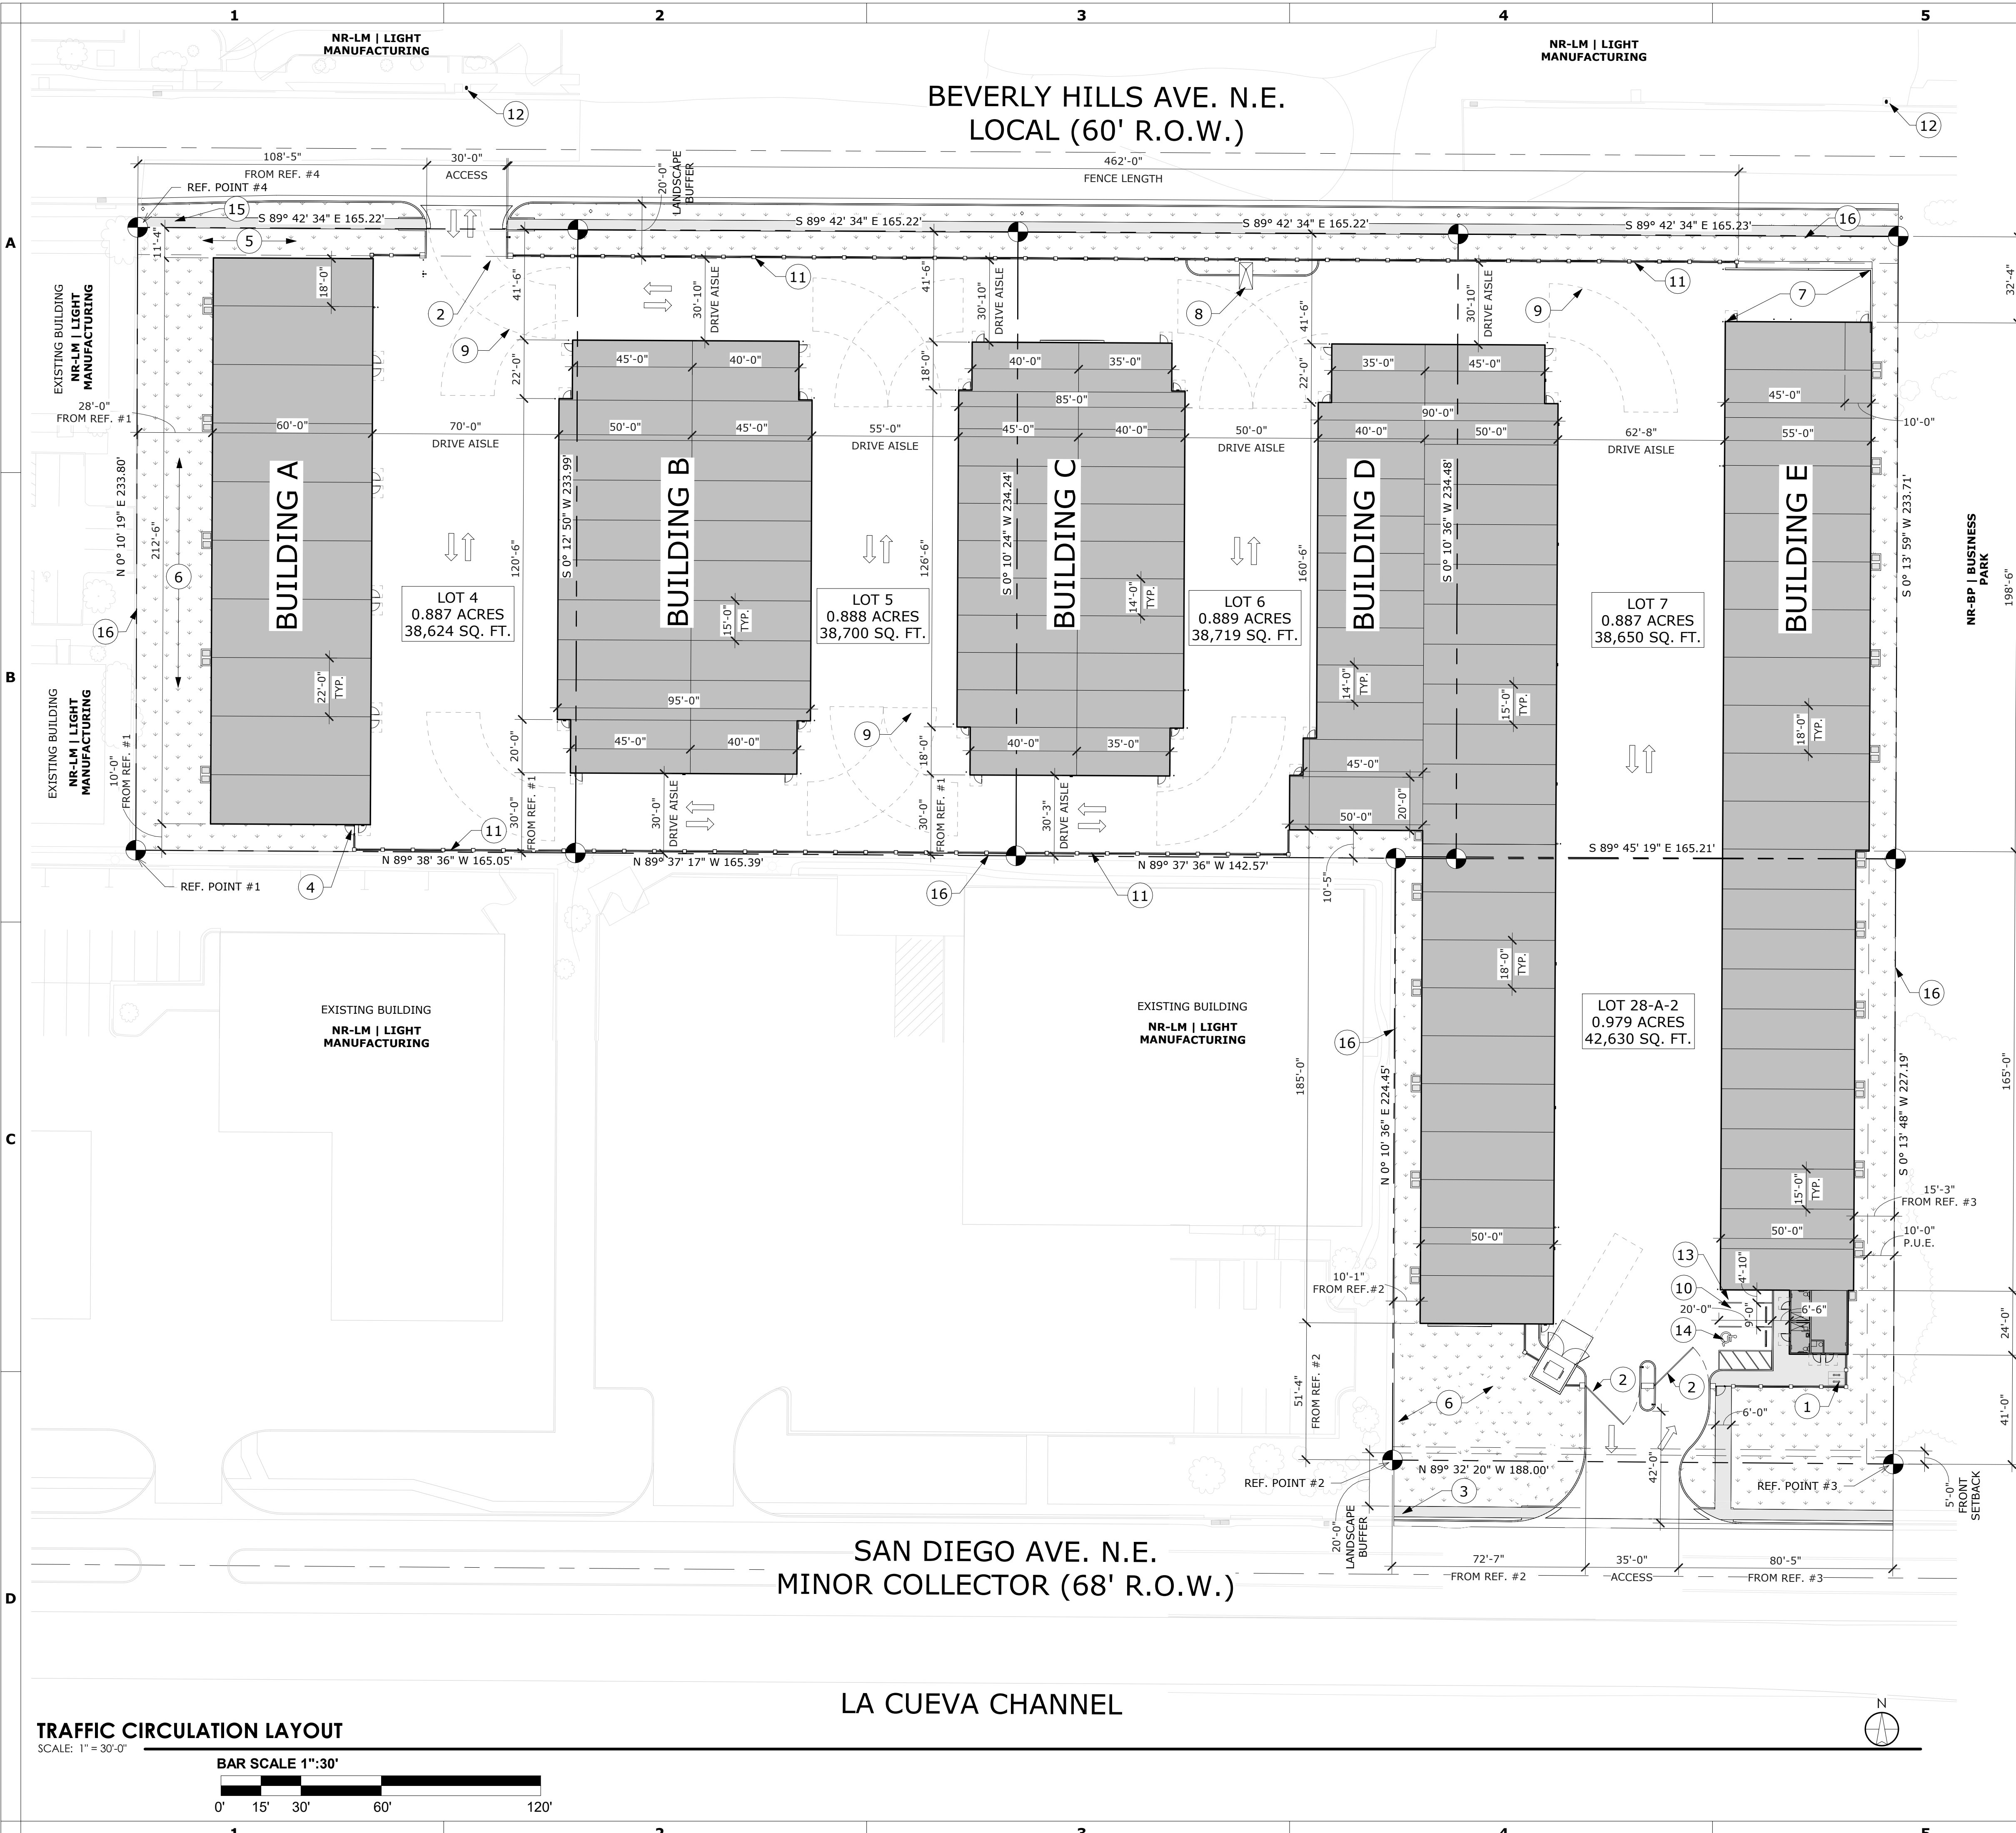 1
2
3
4
5
NR-LM | LIGHT
MANUFACTURING
NR-LM | LIGHT
MANUFACTURING
12
BEVERLY HILLS AVE. N.E.
LOCAL (60' R.O.W.)
12
108'-5"
FROM REF. #4
30'-0"
ACCESS
20'-0"
LANDSCAPE
BUFFER
462'-0"
FENCE LENGTH
REF. POINT #4
15
S 89° 42' 34" E 165.22'
S 89° 42' 34" E 165.22'
S 89° 42' 34" E 165.22'
S 89° 42' 34" E 165.23'
16
A
5
11'-4"
18'-0"
2
41'-6"
30'-10"
DRIVE AISLE
11
41'-6"
30'-10"
DRIVE AISLE
8
41'-6"
30'-10"
DRIVE AISLE
9
11
7
32'-4"
EXISTING BUILDING
NR-LM | LIGHT
MANUFACTURING
9
22'-0"
45'-0"
40'-0"
18'-0"
40'-0"
35'-0"
85'-0"
22'-0"
35'-0"
45'-0"
90'-0"
45'-0"
10'-0"
28'-0"
FROM REF. #1
60'-0"
70'-0"
DRIVE AISLE
50'-0"
45'-0"
55'-0"
DRIVE AISLE
45'-0"
40'-0"
50'-0"
DRIVE AISLE
40'-0"
50'-0"
62'-8"
DRIVE AISLE
55'-0"
N 0° 10' 19" E 233.80'
212'-6"
6
BUILDING A
S 0° 12' 50" W 233.99'
120'-6"
BUILDING B
126'-6"
S 0° 10' 24" W 234.24'
BUILDING C
160'-6"
BUILDING D
S 0° 10' 36" W 234.48'
BUILDING E
S 0° 13' 59" W 233.71'
NR-BP | BUSINESS
PARK
198'-6"
LOT 4
0.887 ACRES
38,624 SQ. FT.
LOT 5
0.888 ACRES
38,700 SQ. FT.
LOT 6
0.889 ACRES
38,719 SQ. FT.
LOT 7
0.887 ACRES
38,650 SQ. FT.
16
15'-0"
TYP.
14'-0"
TYP.
B
EXISTING BUILDING
NR-LM | LIGHT
MANUFACTURING
22'-0"
TYP.
95'-0"
14'-0"
TYP.
15'-0"
TYP.
18'-0"
TYP.
10'-0"
FROM REF. #1
20'-0"
45'-0"
40'-0"
9
18'-0"
40'-0"
35'-0"
45'-0"
20'-0"
50'-0"
11
30'-0"
FROM REF. #1
30'-0"
DRIVE AISLE
30'-0"
FROM REF. #1
30'-3"
DRIVE AISLE
N 89° 38' 36" W 165.05'
N 89° 37' 17" W 165.39'
N 89° 37' 36" W 142.57'
S 89° 45' 19" E 165.21'
REF. POINT #1
4
16
11
10'-5"
EXISTING BUILDING
NR-LM | LIGHT
MANUFACTURING
EXISTING BUILDING
NR-LM | LIGHT
MANUFACTURING
18'-0"
TYP.
LOT 28-A-2
0.979 ACRES
42,630 SQ. FT.
16
16
C
185'-0"
N 0° 10' 36" E 224.45'
S 0° 13' 48" W 227.19'
165'-0"
15'-0"
TYP.
15'-3"
FROM REF. #3
50'-0"
50'-0"
10'-0"
P.U.E.
13
4'-10"
10'-1"
FROM REF.#2
10
20'-0"
9'-0"
6'-6"
14
24'-0"
51'-4"
FROM REF. #2
6
2
2
1
6'-0"
41'-0"
42'-0"
N 89° 32' 20" W 188.00'
REF. POINT #2
3
REF. POINT #3
5'-0"
FRONT
SETBACK
20'-0"
LANDSCAPE
BUFFER
SAN DIEGO AVE. N.E.
MINOR COLLECTOR (68' R.O.W.)
72'-7"
FROM REF. #2
35'-0"
ACCESS
80'-5"
FROM REF. #3
D
LA CUEVA CHANNEL
N
TRAFFIC CIRCULATION LAYOUT
SCALE: 1" = 30'-0"
BAR SCALE 1":30'
0'
15'
30'
60'
120'
1
2
3
4
5